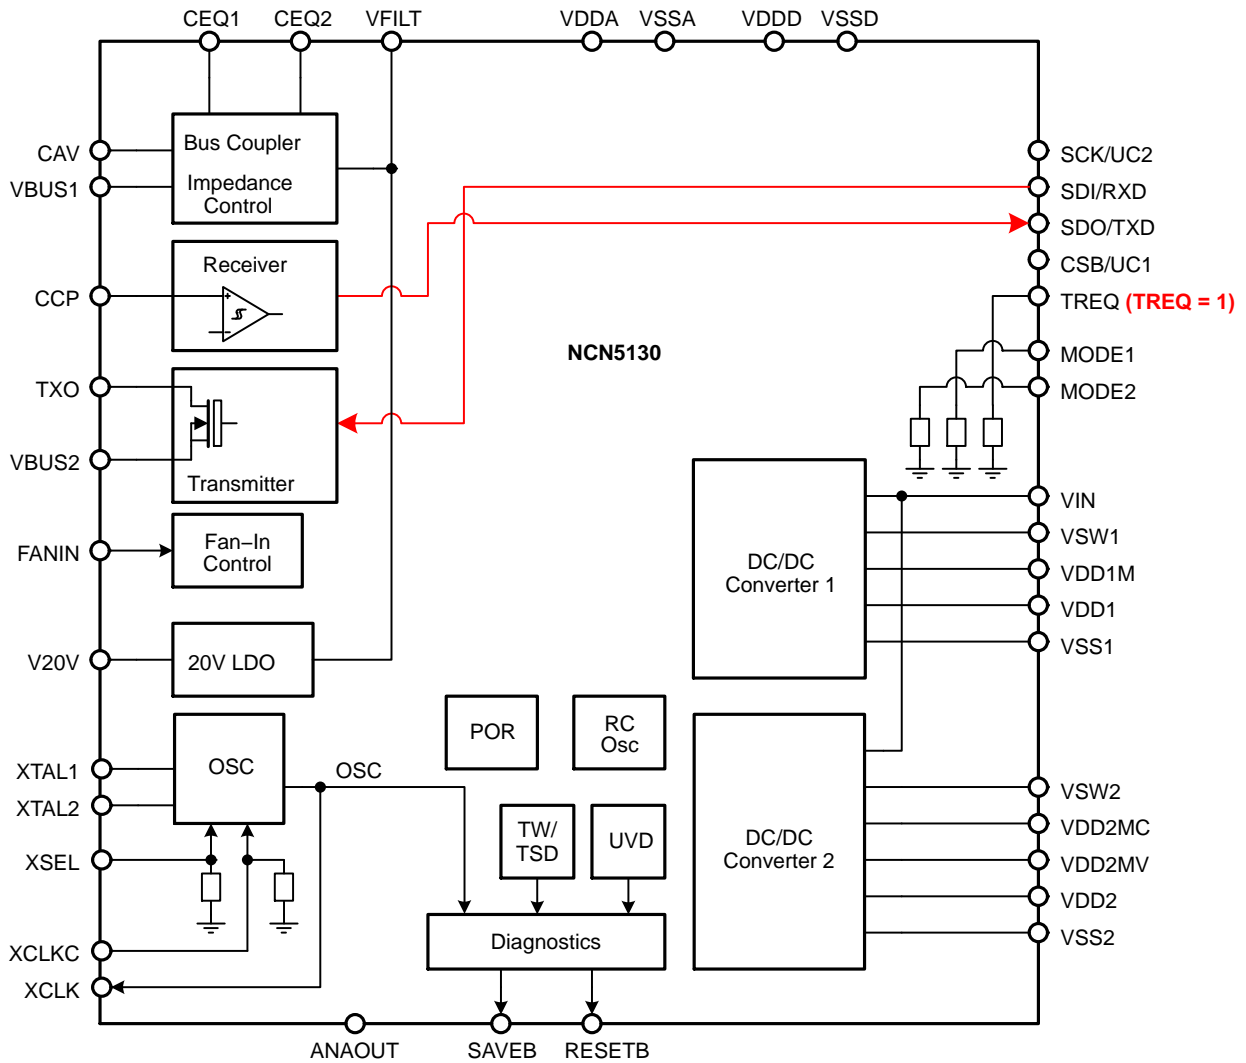 CEQ1 CEQ2 VFILT VDDA VSSA VDDD VSSD
CAV
VBUS1
Bus Coupler
Impedance
Control
SCK/UC2
SDI/RXD
SDO/TXD
CSB/UC1
TREQ (TREQ = 1)
MODE1
MODE2
CCP
Receiver
+
−
NCN5130
TXO
VBUS2
Transmitter
FANIN
Fan−In
Control
V20V
20V LDO
DC/DC
Converter 1
VIN
VSW1
VDD1M
VDD1
VSS1
POR
RC
Osc
XTAL1
XTAL2
OSC
OSC
XSEL
XCLKC
XCLK
TW/
TSD
UVD
Diagnostics
DC/DC
Converter 2
VSW2
VDD2MC
VDD2MV
VDD2
VSS2
ANAOUT SAVEB RESETB